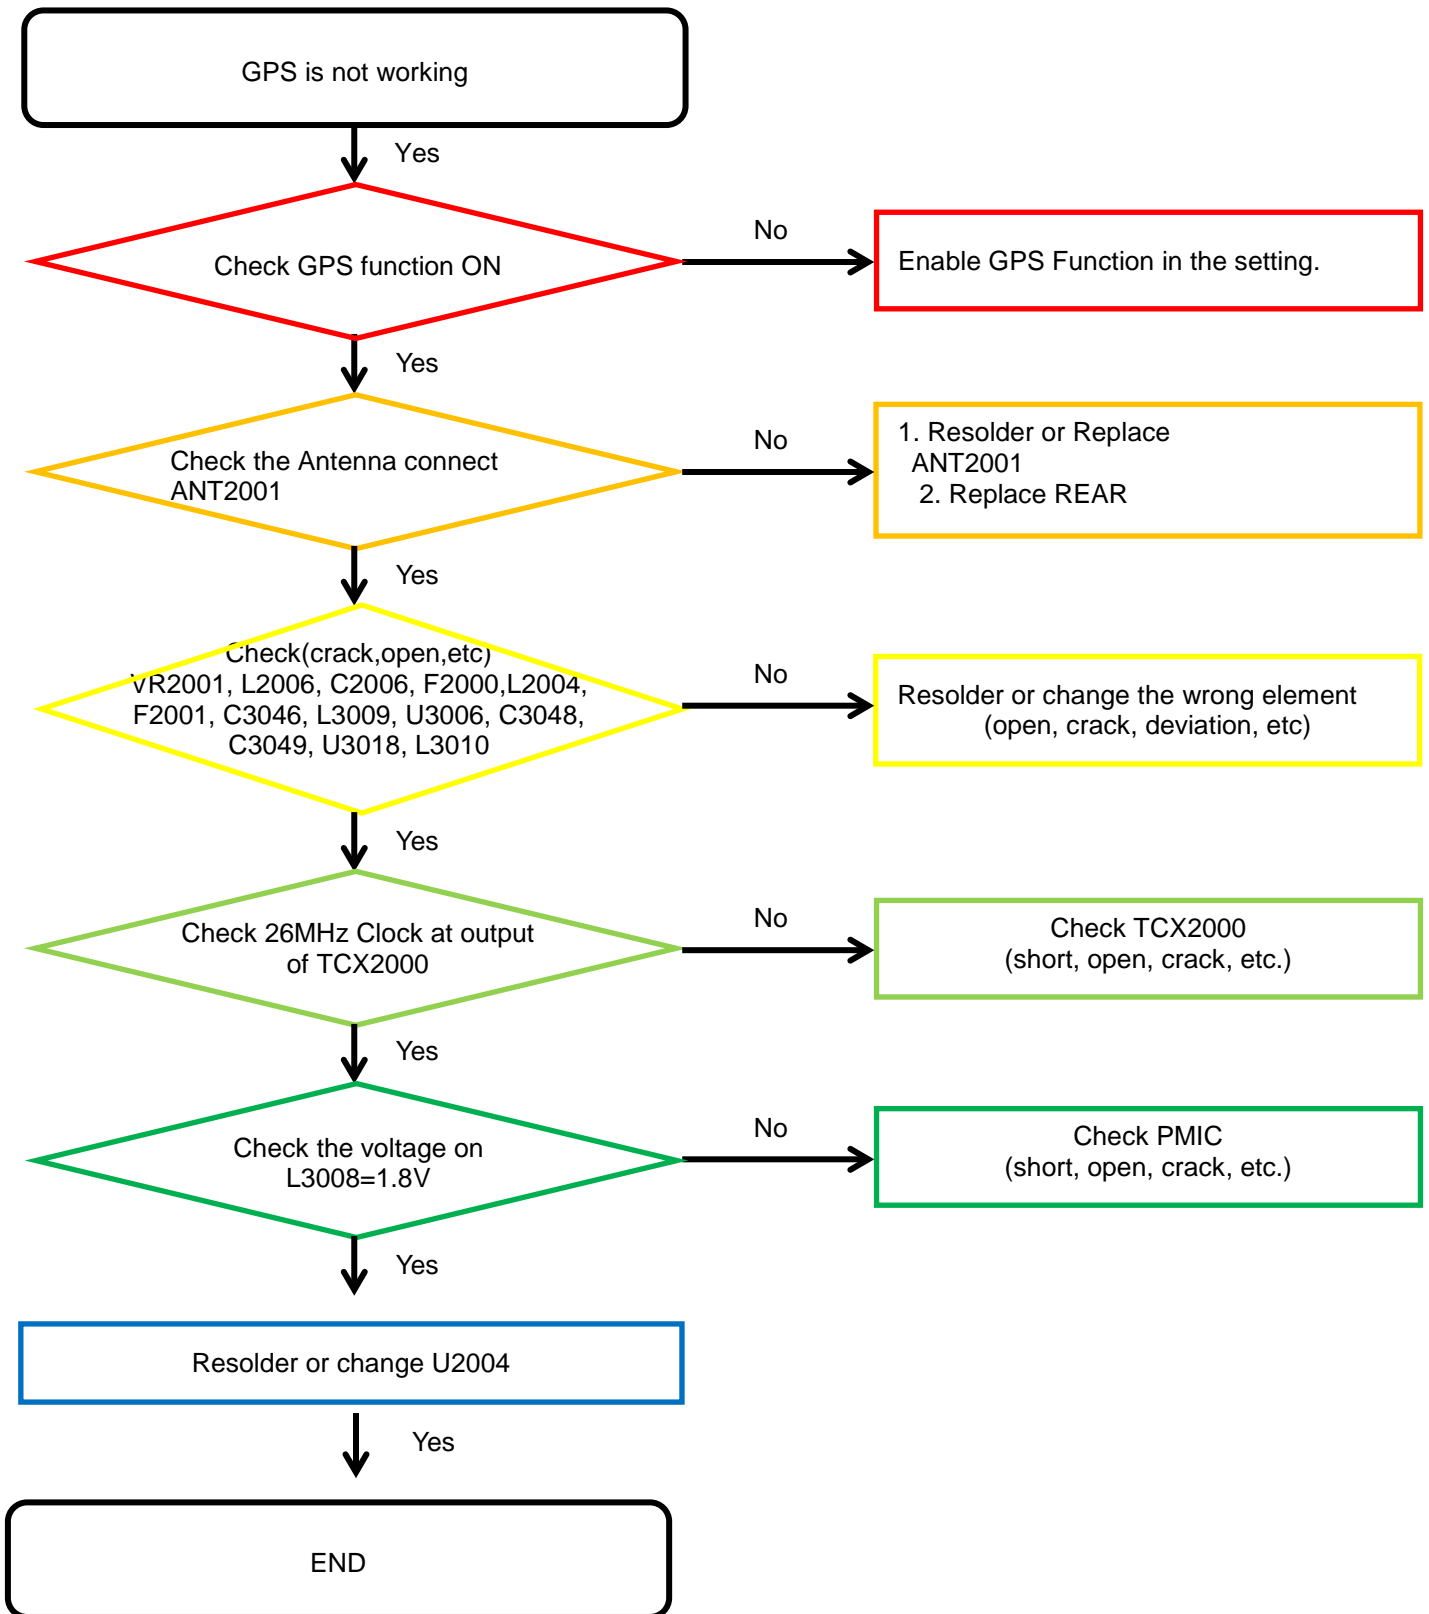 GPS is not working
Yes
Check GPS function ON
No
Enable GPS Function in the setting.
Yes
Check the Antenna connect
ANT2001
No
1. Resolder or Replace
ANT2001
2. Replace REAR
Yes
Check(crack,open,etc)
VR2001, L2006, C2006, F2000,L2004,
F2001, C3046, L3009, U3006, C3048,
C3049, U3018, L3010
No
Resolder or change the wrong element
(open, crack, deviation, etc)
Yes
Check 26MHz Clock at output
of TCX2000
No
Check TCX2000
(short, open, crack, etc.)
Yes
Check the voltage on
L3008=1.8V
No
Check PMIC
(short, open, crack, etc.)
Yes
Resolder or change U2004
Yes
END